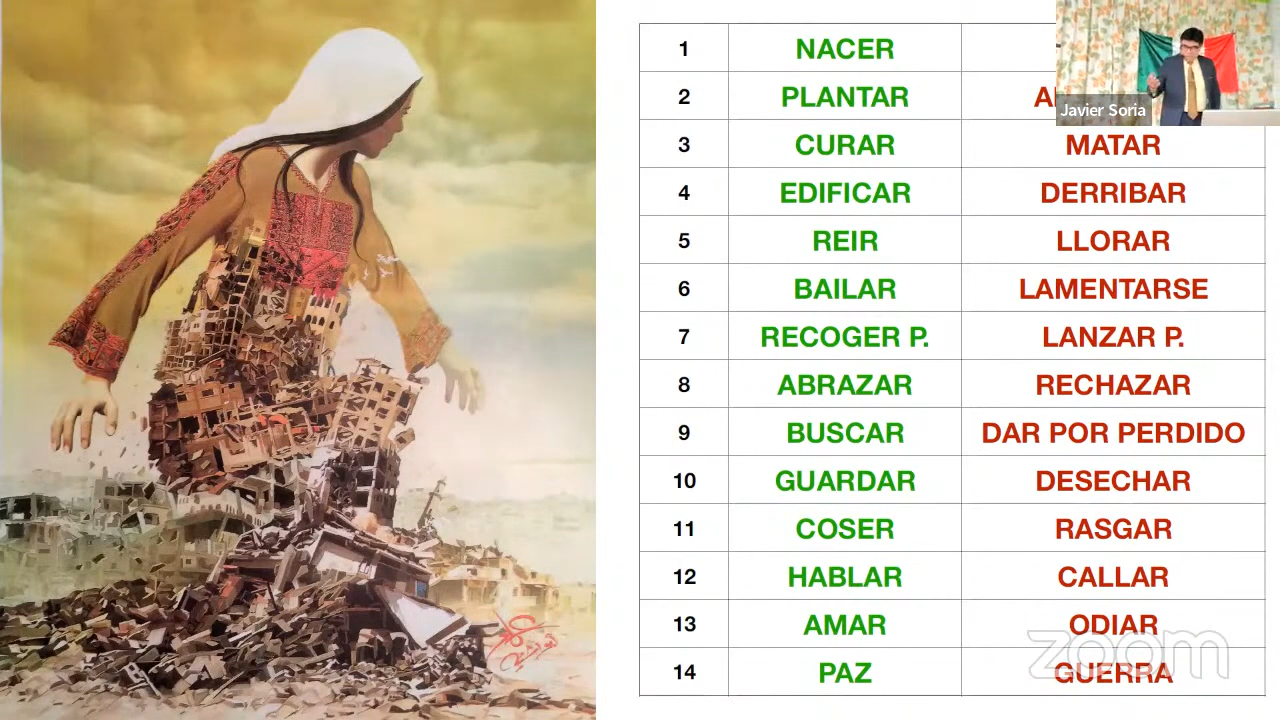 1 NACER
Javier Soria
2 PLANTAR
3 CURAR MATAR
4 EDIFICAR DERRIBAR
5 REIR LLORAR
6 BAILAR LAMENTARSE
7 RECOGER P. LANZAR P.
8 ABRAZAR RECHAZAR
9 BUSCAR DAR POR PERDIDO
10 GUARDAR DESECHAR
11 COSER RASGAR
12 HABLAR CALLAR
13 AMAR ODIAR
14 PAZ GUERRA
zoom